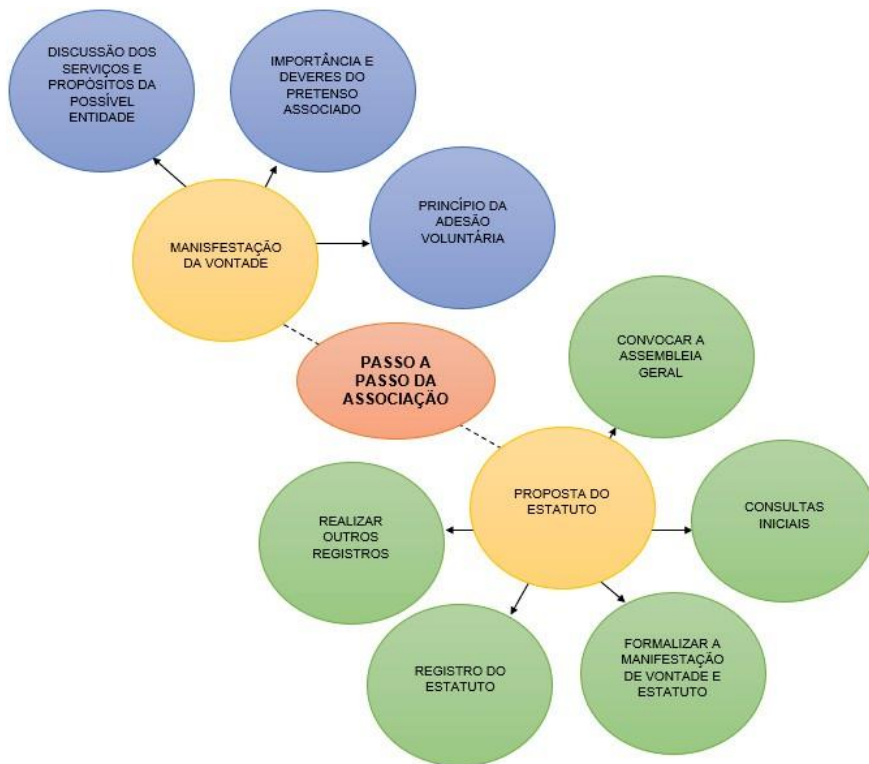 DISCUSSÃO DOS
SERVIÇOS E
PROPÓSITOS DA
POSSÍVEL
ENTIDADE
IMPORTÂNCIA E
DEVERES DO
PRETENSO
ASSOCIADO
PRINCÍPIO DA
ADESÃO
VOLUNTÁRIA
MANISFESTAÇÃO
DA VONTADE
PASSO A
PASSO DA
ASSOCIAÇÃO
CONVOCAR A
ASSEMBLEIA
GERAL
PROPOSTA DO
ESTATUTO
CONSULTAS
INICIAIS
REALIZAR
OUTROS
REGISTROS
REGISTRO DO
ESTATUTO
FORMALIZAR A
MANIFESTAÇÃO
DE VONTADE E
ESTATUTO